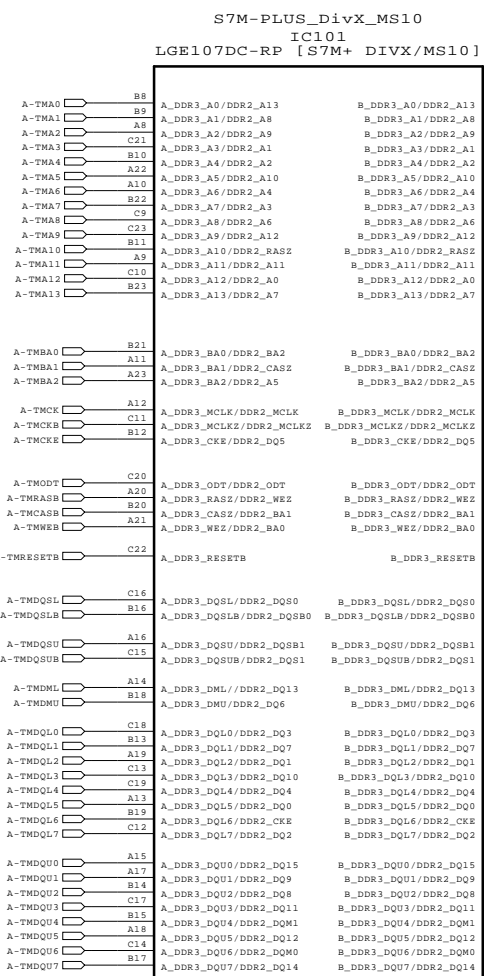 S7M-PLUS_DivX_MS10
IC101
LGE107DC-RP [S7M+ DIVX/MS10]
A-TMA0 B8 A_DDR3_A0/DDR2_A13 B_DDR3_A0/DDR2_A13
A-TMA1 B9 A_DDR3_A1/DDR2_A8 B_DDR3_A1/DDR2_A8
A-TMA2 A8 A_DDR3_A2/DDR2_A9 B_DDR3_A2/DDR2_A9
A-TMA3 C21 A_DDR3_A3/DDR2_A1 B_DDR3_A3/DDR2_A1
A-TMA4 B10 A_DDR3_A4/DDR2_A2 B_DDR3_A4/DDR2_A2
A-TMA5 A22 A_DDR3_A5/DDR2_A10 B_DDR3_A5/DDR2_A10
A-TMA6 A10 A_DDR3_A6/DDR2_A4 B_DDR3_A6/DDR2_A4
A-TMA7 B22 A_DDR3_A7/DDR2_A3 B_DDR3_A7/DDR2_A3
A-TMA8 C9 A_DDR3_A8/DDR2_A6 B_DDR3_A8/DDR2_A6
A-TMA9 C23 A_DDR3_A9/DDR2_A12 B_DDR3_A9/DDR2_A12
A-TMA10 B11 A_DDR3_A10/DDR2_RASZ B_DDR3_A10/DDR2_RASZ
A-TMA11 A9 A_DDR3_A11/DDR2_A11 B_DDR3_A11/DDR2_A11
A-TMA12 C10 A_DDR3_A12/DDR2_A0 B_DDR3_A12/DDR2_A0
A-TMA13 B23 A_DDR3_A13/DDR2_A7 B_DDR3_A13/DDR2_A7
A-TMBA0 B21 A_DDR3_BA0/DDR2_BA2 B_DDR3_BA0/DDR2_BA2
A-TMBA1 A11 A_DDR3_BA1/DDR2_CASZ B_DDR3_BA1/DDR2_CASZ
A-TMBA2 A23 A_DDR3_BA2/DDR2_A5 B_DDR3_BA2/DDR2_A5
A-TMCK A12 A_DDR3_MCLK/DDR2_MCLK B_DDR3_MCLK/DDR2_MCLK
A-TMCKB C11 A_DDR3_MCLKZ/DDR2_MCLKZ B_DDR3_MCLKZ/DDR2_MCLKZ
A-TMCKE B12 A_DDR3_CKE/DDR2_DQ5 B_DDR3_CKE/DDR2_DQ5
A-TMODT C20 A_DDR3_ODT/DDR2_ODT B_DDR3_ODT/DDR2_ODT
A-TMRASB A20 A_DDR3_RASZ/DDR2_WEZ B_DDR3_RASZ/DDR2_WEZ
A-TMCASB B20 A_DDR3_CASZ/DDR2_BA1 B_DDR3_CASZ/DDR2_BA1
A-TMWEB A21 A_DDR3_WEZ/DDR2_BA0 B_DDR3_WEZ/DDR2_BA0
-TMRESETB C22 A_DDR3_RESETB B_DDR3_RESETB
A-TMDQSL C16 A_DDR3_DQSL/DDR2_DQS0 B_DDR3_DQSL/DDR2_DQS0
A-TMDQSLB B16 A_DDR3_DQSLB/DDR2_DQSB0 B_DDR3_DQSLB/DDR2_DQSB0
A-TMDQSU A16 A_DDR3_DQSU/DDR2_DQSB1 B_DDR3_DQSU/DDR2_DQSB1
A-TMDQSUB C15 A_DDR3_DQSUB/DDR2_DQS1 B_DDR3_DQSUB/DDR2_DQS1
A-TMDML A14 A_DDR3_DML//DDR2_DQ13 B_DDR3_DML/DDR2_DQ13
A-TMDMU B18 A_DDR3_DMU/DDR2_DQ6 B_DDR3_DMU/DDR2_DQ6
A-TMDQL0 C18 A_DDR3_DQL0/DDR2_DQ3 B_DDR3_DQL0/DDR2_DQ3
A-TMDQL1 B13 A_DDR3_DQL1/DDR2_DQ7 B_DDR3_DQL1/DDR2_DQ7
A-TMDQL2 A19 A_DDR3_DQL2/DDR2_DQ1 B_DDR3_DQL2/DDR2_DQ1
A-TMDQL3 C13 A_DDR3_DQL3/DDR2_DQ10 B_DDR3_DQL3/DDR2_DQ10
A-TMDQL4 C19 A_DDR3_DQL4/DDR2_DQ4 B_DDR3_DQL4/DDR2_DQ4
A-TMDQL5 A13 A_DDR3_DQL5/DDR2_DQ0 B_DDR3_DQL5/DDR2_DQ0
A-TMDQL6 B19 A_DDR3_DQL6/DDR2_CKE B_DDR3_DQL6/DDR2_CKE
A-TMDQL7 C12 A_DDR3_DQL7/DDR2_DQ2 B_DDR3_DQL7/DDR2_DQ2
A-TMDQU0 A15 A_DDR3_DQU0/DDR2_DQ15 B_DDR3_DQU0/DDR2_DQ15
A-TMDQU1 A17 A_DDR3_DQU1/DDR2_DQ9 B_DDR3_DQU1/DDR2_DQ9
A-TMDQU2 B14 A_DDR3_DQU2/DDR2_DQ8 B_DDR3_DQU2/DDR2_DQ8
A-TMDQU3 C17 A_DDR3_DQU3/DDR2_DQ11 B_DDR3_DQU3/DDR2_DQ11
A-TMDQU4 B15 A_DDR3_DQU4/DDR2_DQM1 B_DDR3_DQU4/DDR2_DQM1
A-TMDQU5 A18 A_DDR3_DQU5/DDR2_DQ12 B_DDR3_DQU5/DDR2_DQ12
A-TMDQU6 C14 A_DDR3_DQU6/DDR2_DQM0 B_DDR3_DQU6/DDR2_DQM0
A-TMDQU7 B17 A_DDR3_DQU7/DDR2_DQ14 B_DDR3_DQU7/DDR2_DQ14